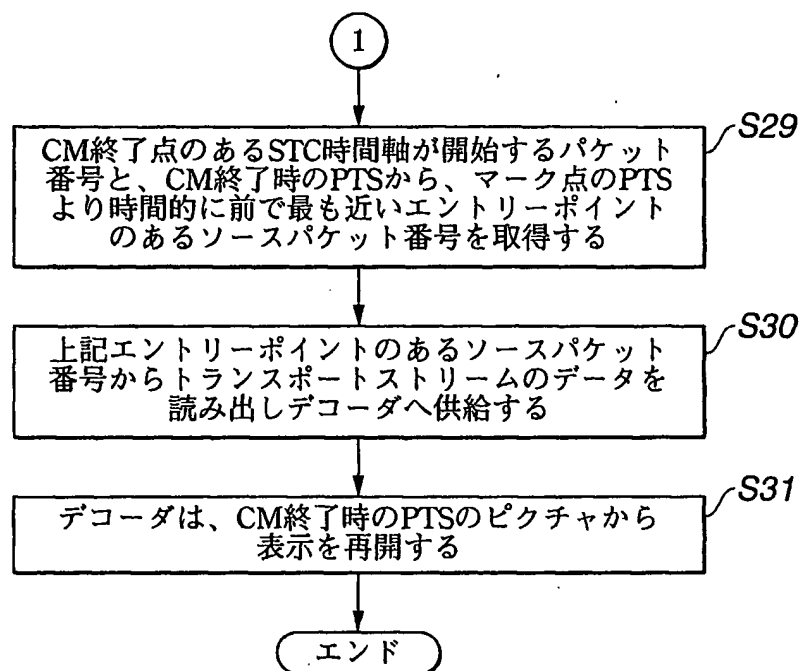 1
S29
CM終了点のあるSTC時間軸が開始するパケット
番号と、CM終了時のPTSから、マーク点のPTS
より時間的に前で最も近いエントリーポイント
のあるソースパケット番号を取得する
S30
上記エントリーポイントのあるソースパケット
番号からトランスポートストリームのデータを
読み出しデコーダへ供給する
S31
デコーダは、CM終了時のPTSのピクチャから
表示を再開する
エンド